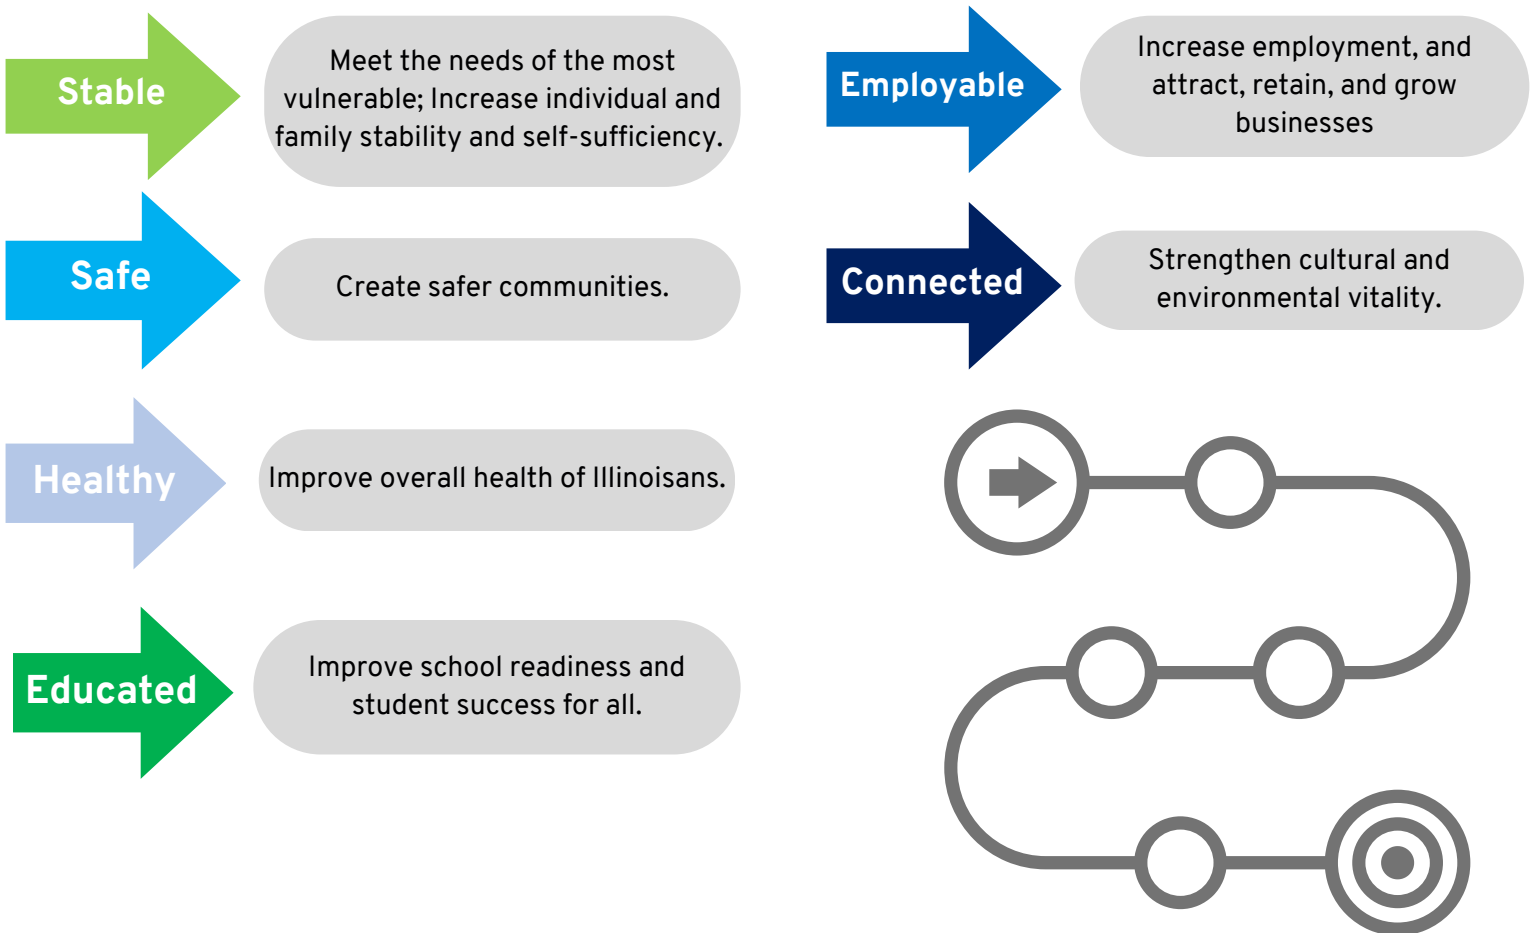 Stable
Meet the needs of the most
vulnerable; Increase individual and
family stability and self-sufficiency.
Safe
Create safer communities.
Healthy
Improve overall health of Illinoisans.
Educated
Improve school readiness and
student success for all.
Employable
Increase employment, and
attract, retain, and grow
businesses
Connected
Strengthen cultural and
environmental vitality.